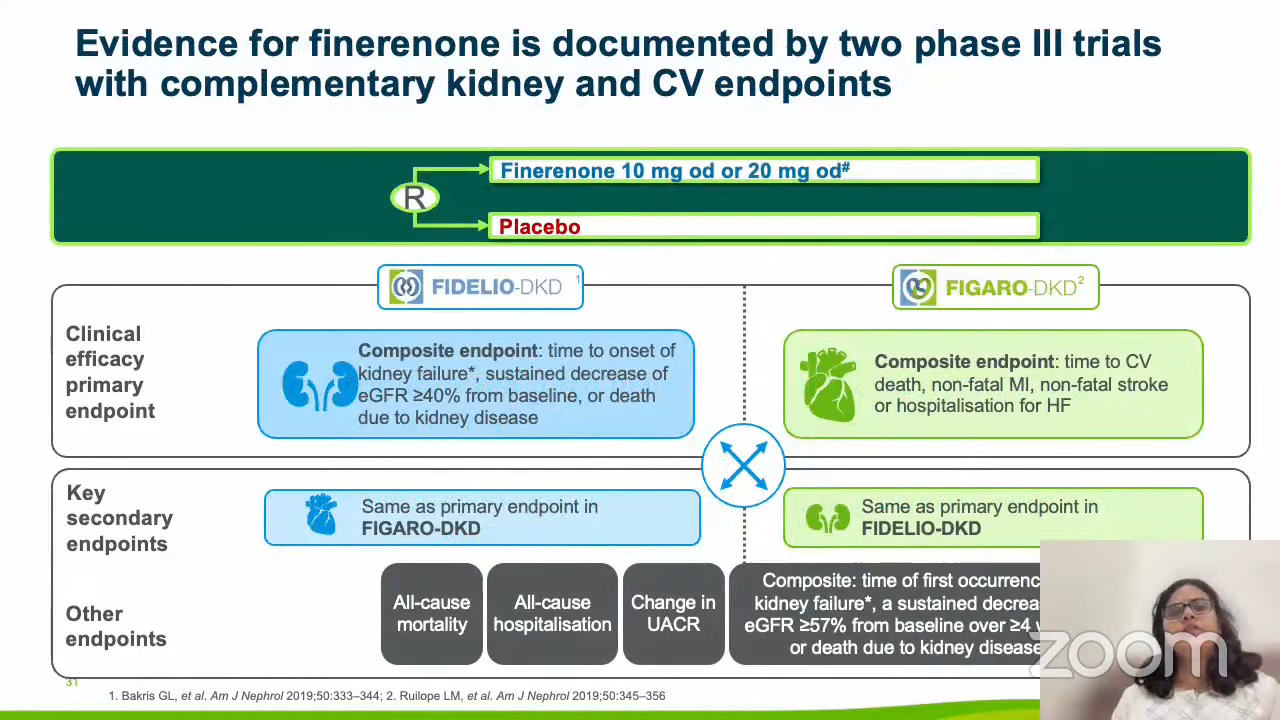 Evidence for finerenone is documented by two phase III trials
with complementary kidney and CV endpoints
R
Finerenone 10 mg od or 20 mg od#
Placebo
FIDELIO-DKD 1
FIGARO-DKD2
Clinical
efficacy
primary
endpoint
Composite endpoint: time to onset of
kidney failure*, sustained decrease of
eGFR ≥40% from baseline, or death
due to kidney disease
Composite endpoint: time to CV
death, non-fatal MI, non-fatal stroke
or hospitalisation for HF
Key
secondary
endpoints
Same as primary endpoint in
FIGARO-DKD
Same as primary endpoint in
FIDELIO-DKD
Other
endpoints
All-cause
mortality
All-cause
hospitalisation
Change in
UACR
Composite: time of first
kidney failure*, a sustained
eGFR ≥57% from baseline over ≥4
or death due to kidney disease
31
1. Bakris GL, et al. Am J Nephrol 2019;50:333–344; 2. Ruilope LM, et al. Am J Nephrol 2019;50:345–356
zoom